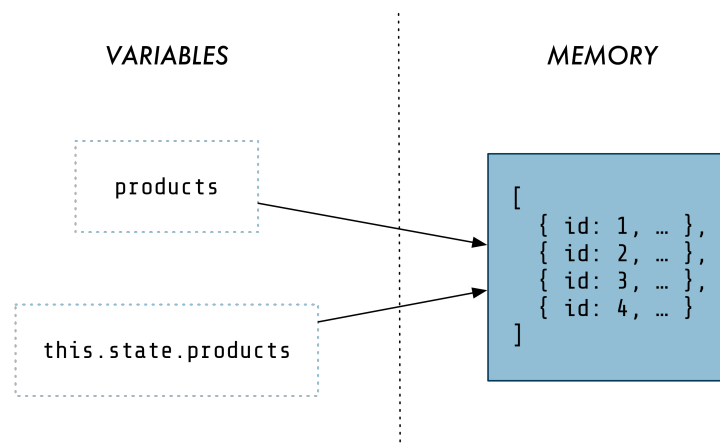 VARIABLES
MEMORY
products
[
{ id: 1, … },
{ id: 2, … },
{ id: 3, … },
{ id: 4, … }
]
this.state.products